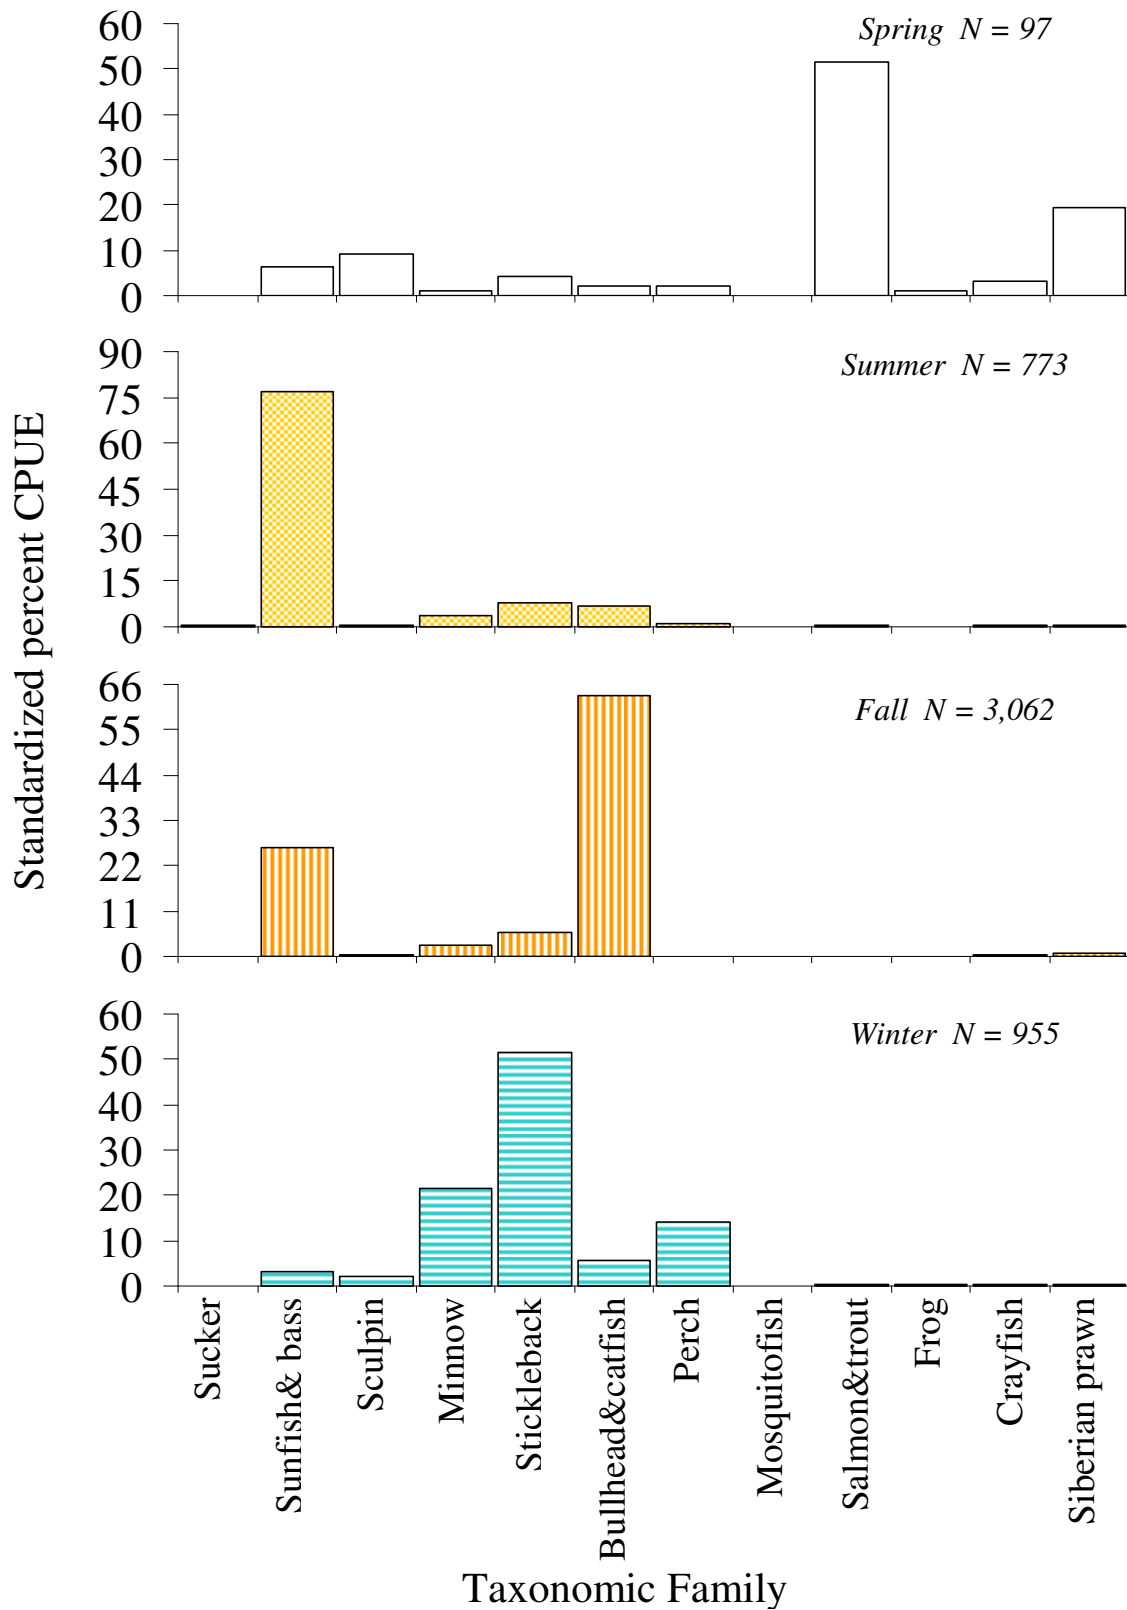 Standardized percent CPUE
60
50
40
30
20
10
0
Spring N = 97
90
75
60
45
30
15
0
Summer N = 773
66
55
44
33
22
11
0
Fall N = 3,062
60
50
40
30
20
10
0
Winter N = 955
Sucker
Sunfish& bass
Sculpin
Minnow
Stickleback
Bullhead&catfish
Perch
Mosquitofish
Salmon&trout
Frog
Crayfish
Siberian prawn
Taxonomic Family